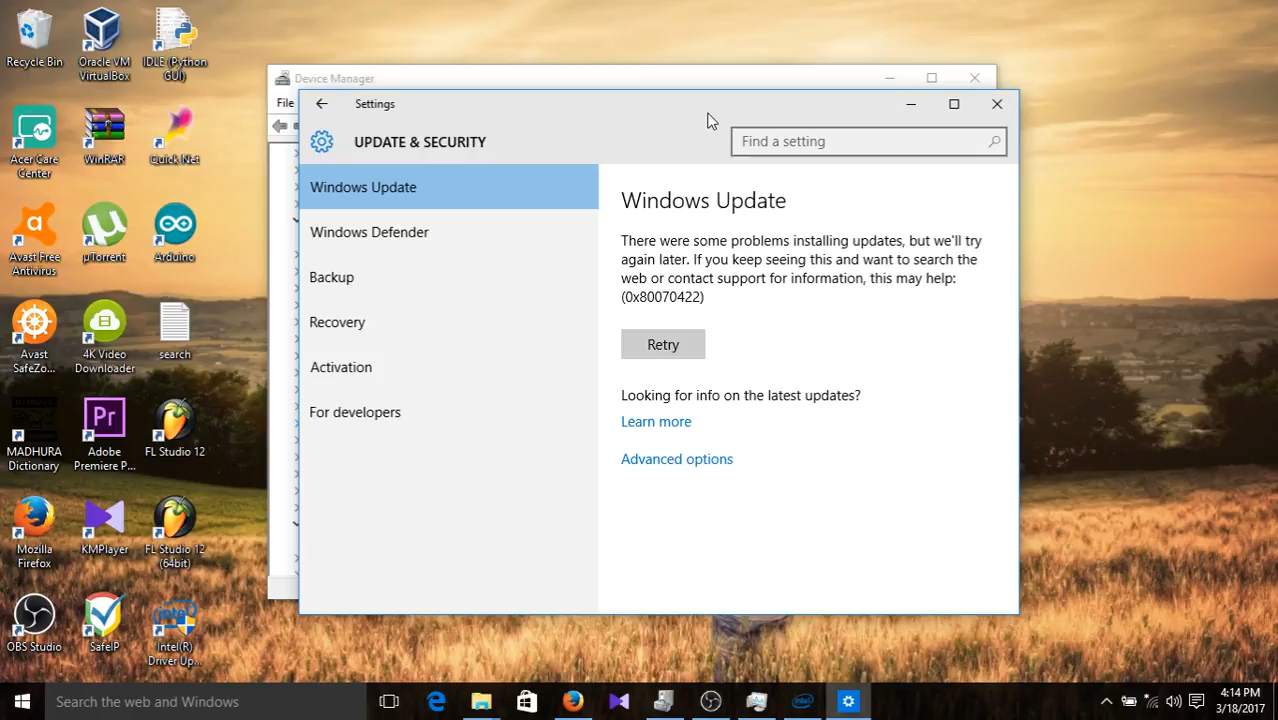 Recycle Bin
Oracle VM
VirtualBox
IDLE (Python
GUI)
Acer Care
Center
WinRAR
Quick Net
Avast Free
Antivirus
µTorrent
Arduino
Avast
SafeZo...
4K Video
Downloader
search
MADHURA
Dictionary
Pr
Adobe
Premiere P...
FL Studio 12
Mozilla
Firefox
KMPlayer
FL Studio 12
(64bit)
OBS Studio
SafeIP
intel
Intel(R)
Driver Up...
Device Manager
File
Settings
UPDATE & SECURITY
Find a setting
Windows Update
Windows Defender
Backup
Recovery
Activation
For developers
Windows Update
There were some problems installing updates, but we'll try
again later. If you keep seeing this and want to search the
web or contact support for information, this may help:
(0x80070422)
Retry
Looking for info on the latest updates?
Learn more
Advanced options
Search the web and Windows
intel
4:14 PM
3/18/2017